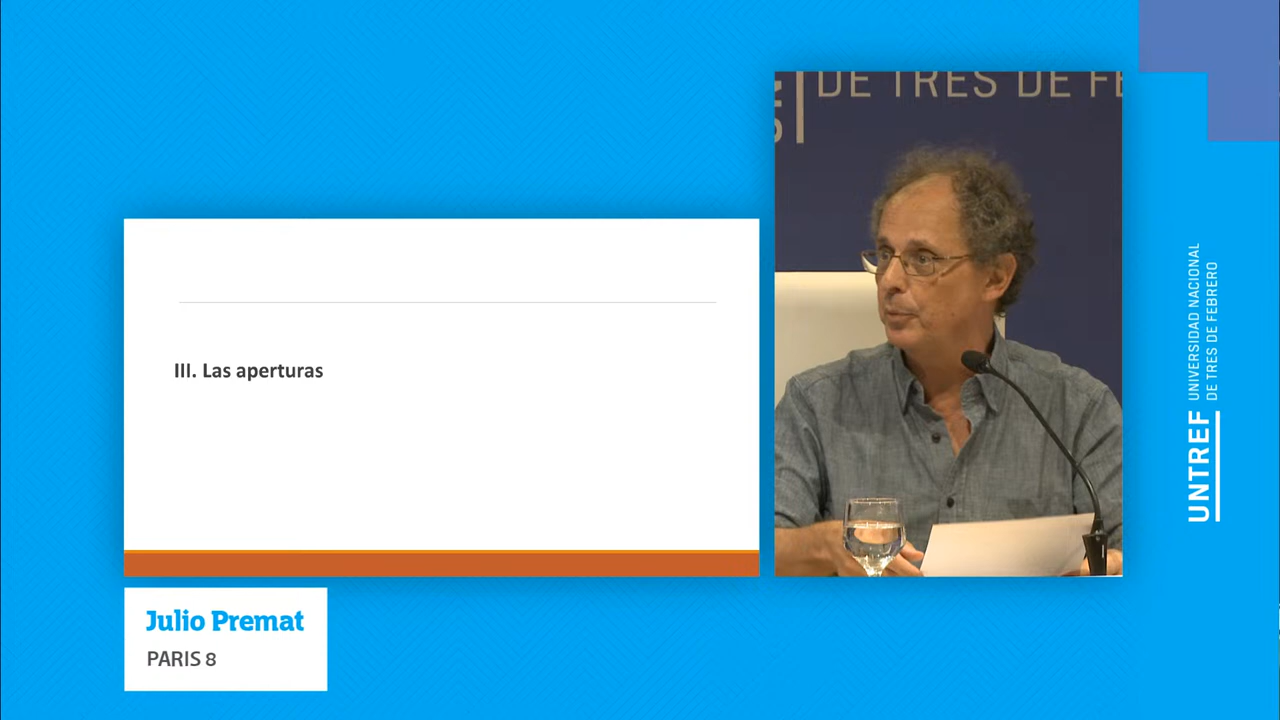 DE TRES DE FE
III. Las aperturas
Julio Premat
PARIS 8
UNTREF
UNIVERSIDAD NACIONAL
DE TRES DE FEBRERO